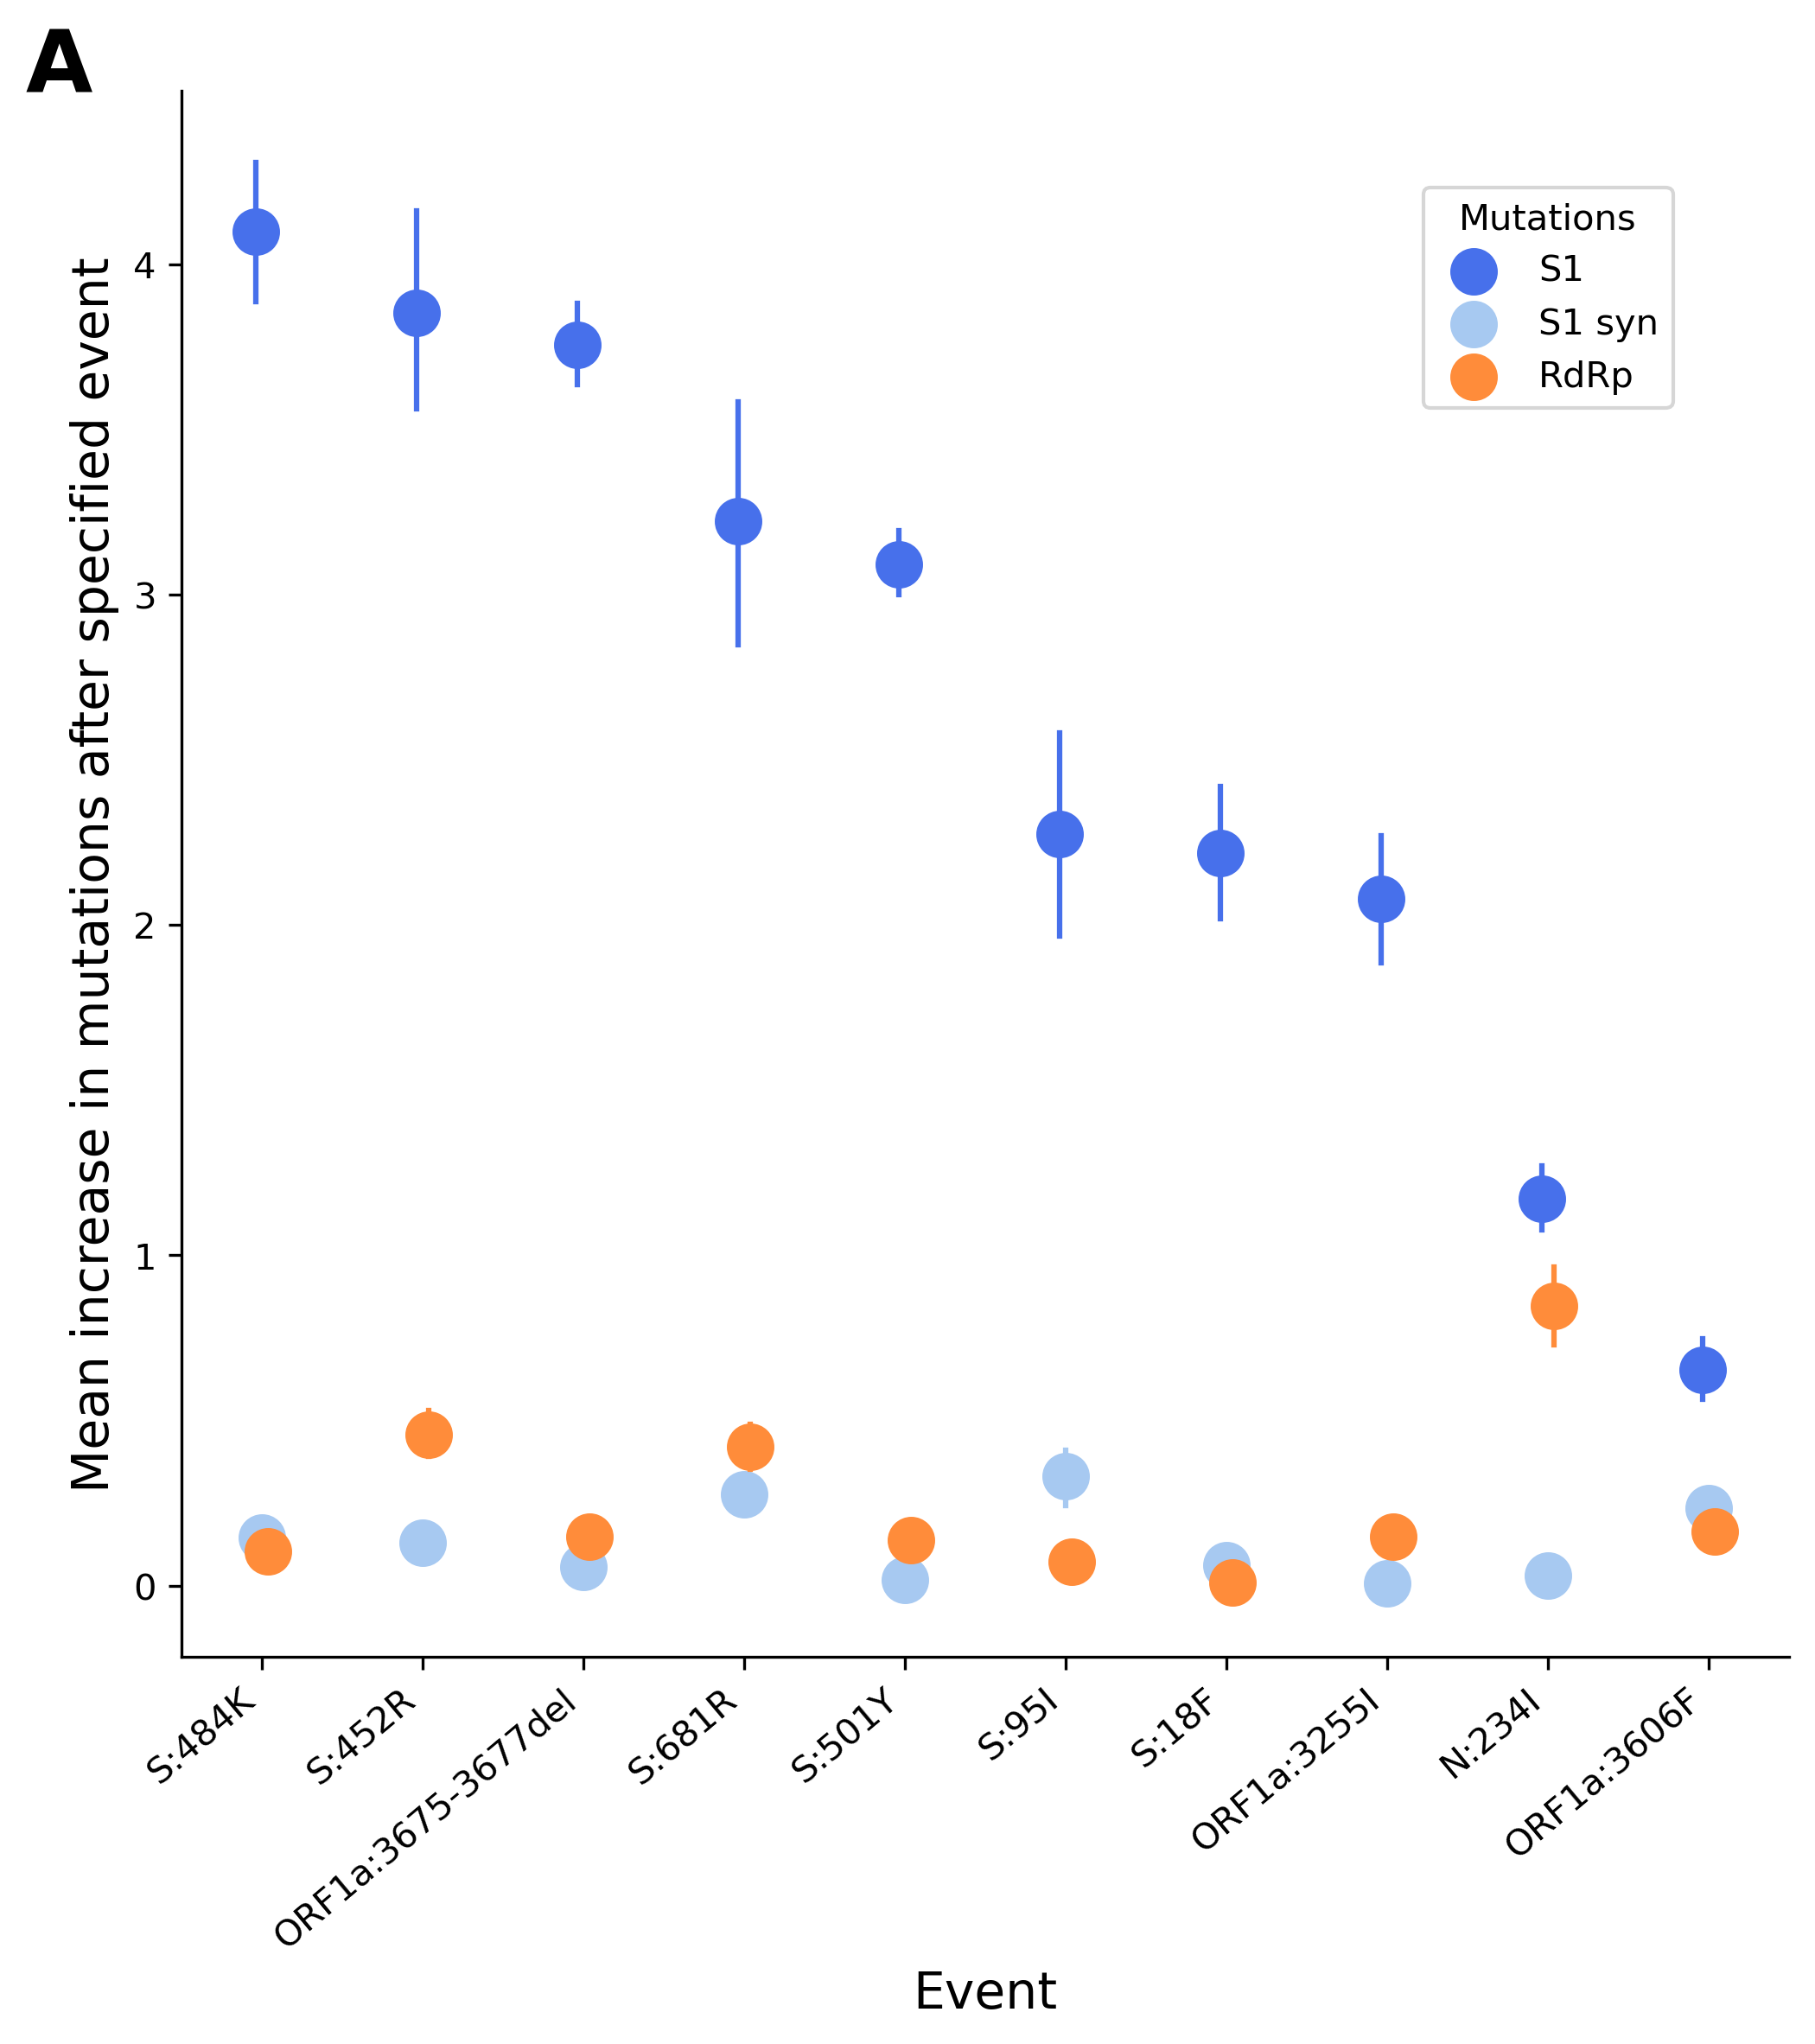 A
Mean increase in mutations after specified event
4
3
2
1
0
Mutations
S1
S1 syn
RdRp
S:484K
S:452R
ORF1a:3675-3677del
S:681R
S:501Y
S:95I
S:18F
ORF1a:3255I
N:234I
ORF1a:3606F
Event